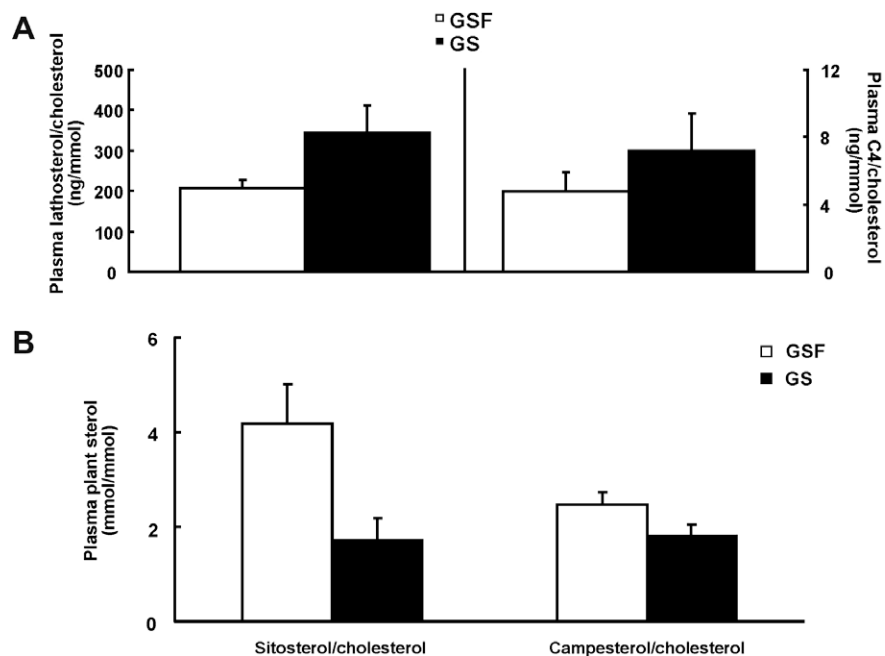 A
GSF
GS
Plasma lathosterol/cholesterol
(ng/mmol)
500
400
300
200
100
0
12
8
4
0
Plasma C4/cholesterol
(ng/mmol)
B
GSF
GS
Plasma plant sterol
(mmol/mmol)
6
4
2
0
Sitosterol/cholesterol
Campesterol/cholesterol